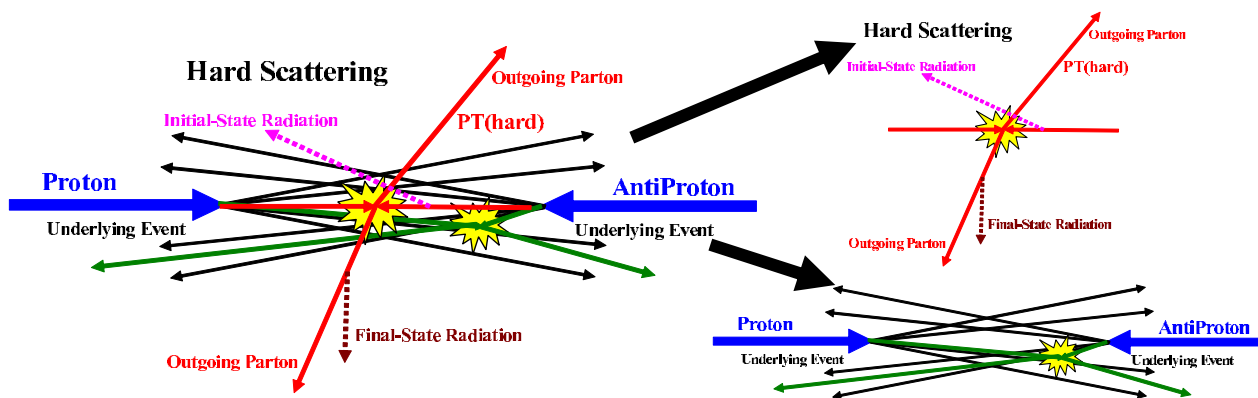 Hard Scattering
Outgoing Parton
Initial-State Radiation
PT(hard)
Proton
AntiProton
Underlying Event
Underlying Event
Final-State Radiation
Outgoing Parton
Hard Scattering
Outgoing Parton
Initial-State Radiation
PT(hard)
Outgoing Parton
Final-State Radiation
Proton
AntiProton
Underlying Event
Underlying Event